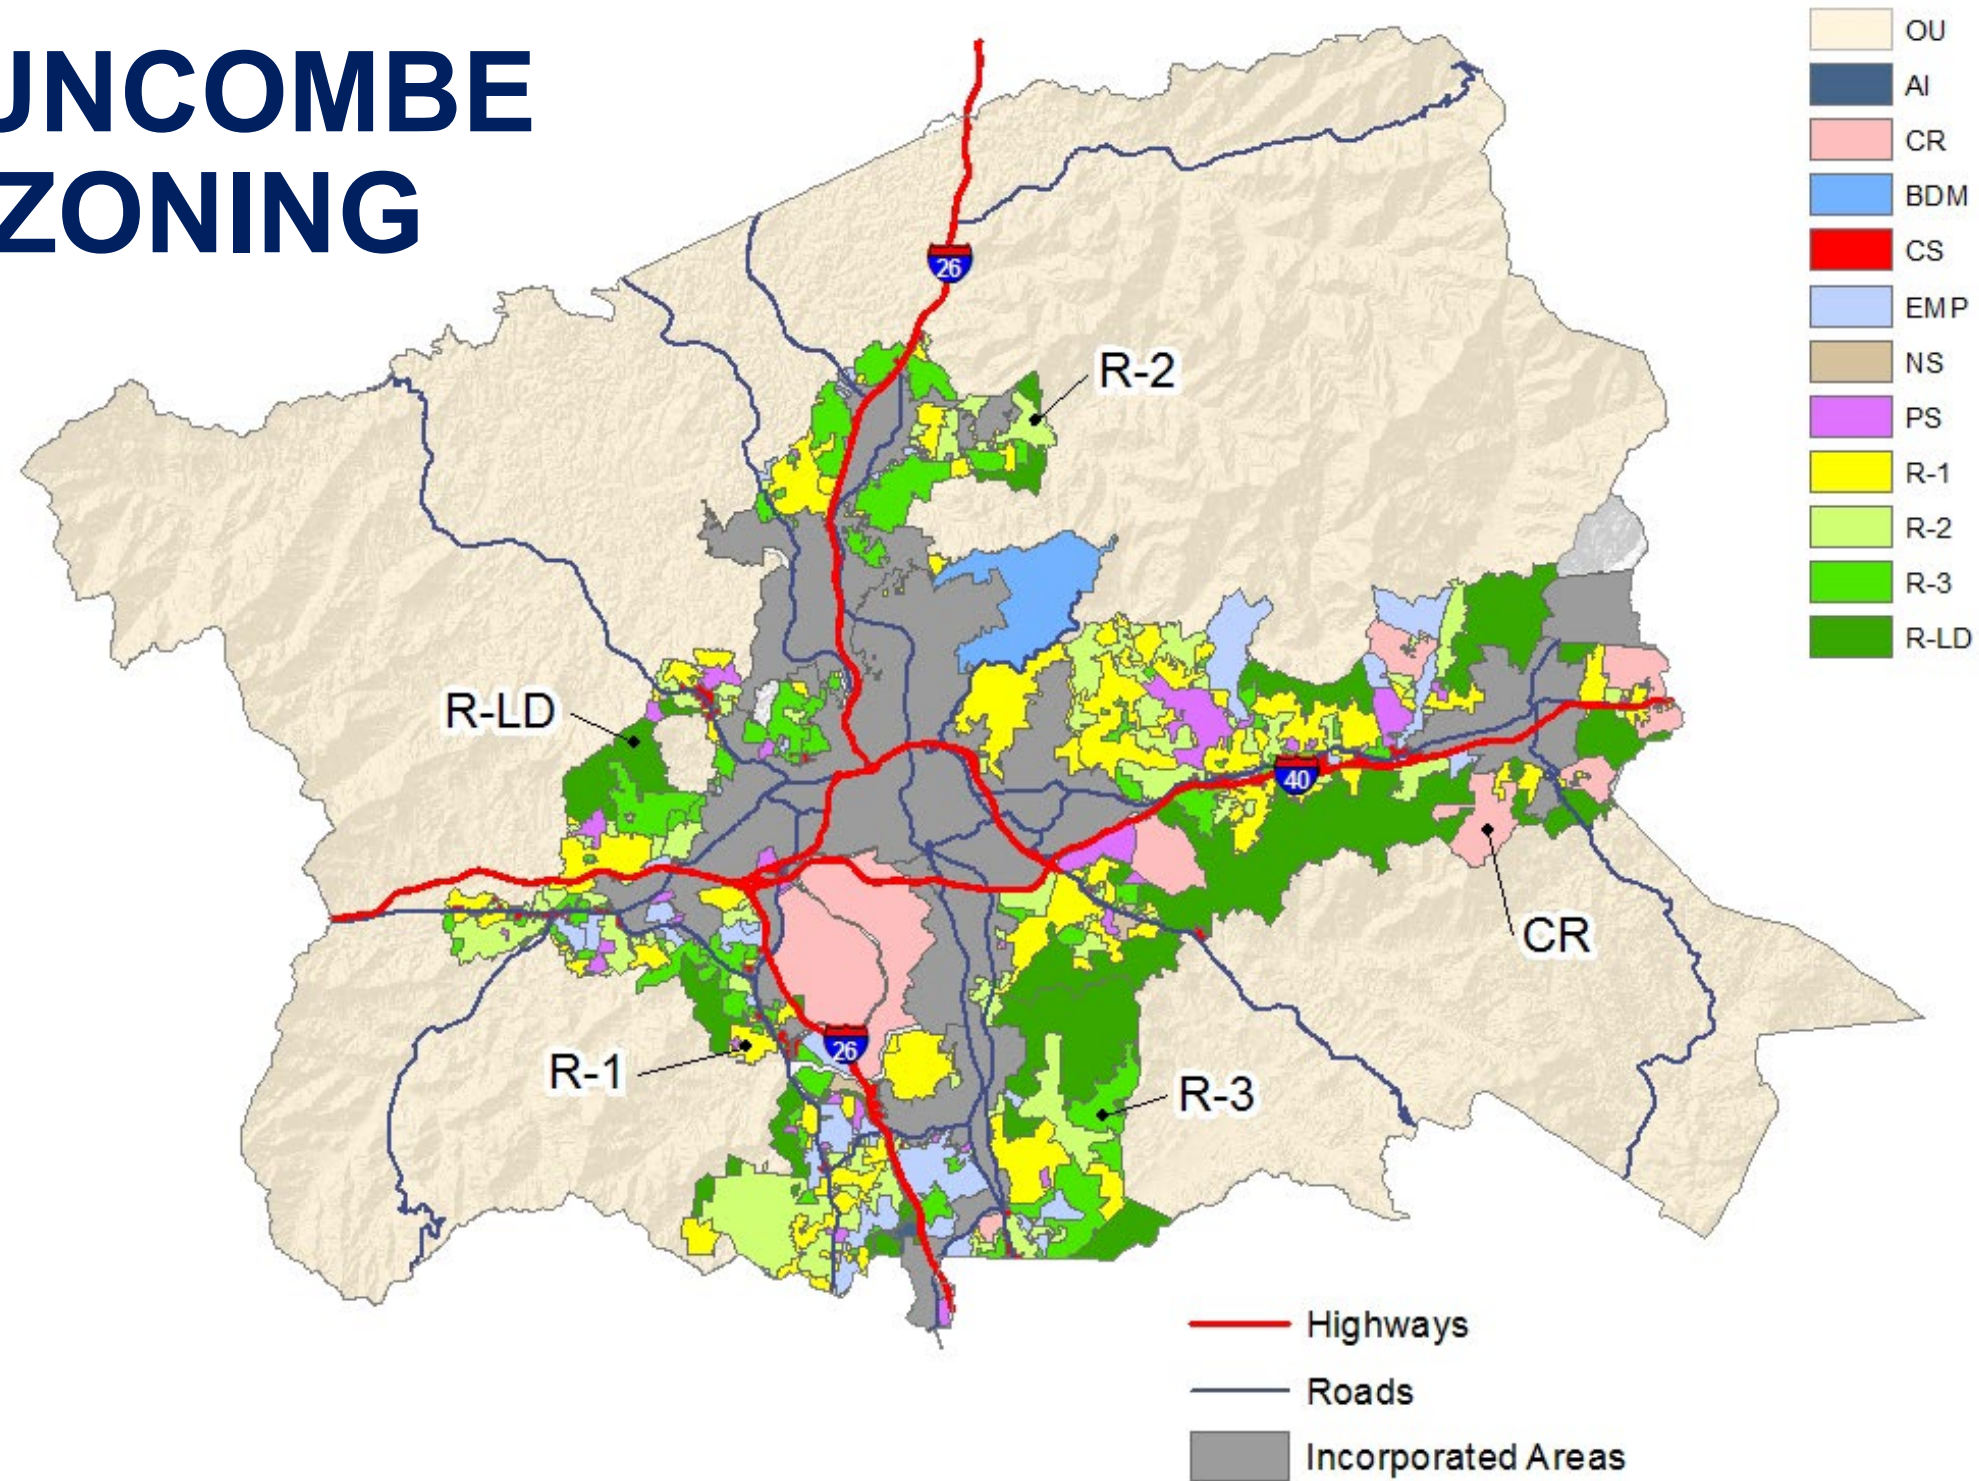 UNCOMBE
ZONING
OU
AI
CR
BDM
CS
EMP
NS
PS
R-1
R-2
R-3
R-LD
26
R-2
R-LD
40
CR
26
R-1
R-3
Highways
Roads
Incorporated Areas